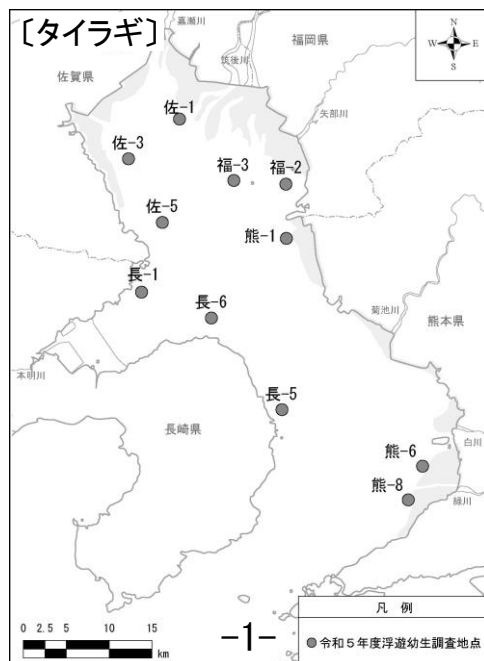 〔タイラギ〕
嘉瀬川
福岡県
筑後川
N
W E
S
佐賀県
佐-1
矢部川
佐-3
福-3
福-2
佐-5
熊-1
長-1
長-6
菊池川
熊本県
本明川
長-5
長崎県
白川
熊-6
熊-8
緑川
凡 例
0 2.5 5 10 15
km
-1-
令和5年度浮遊幼生調査地点